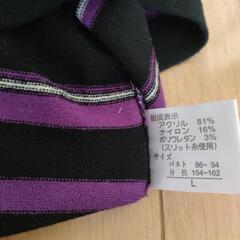 組成表示
アクリル 81%
ナイロン 16%
ポリウレタン 3%
(スリット糸使用)
サイズ
バスト 86~94
身長 154~162
L